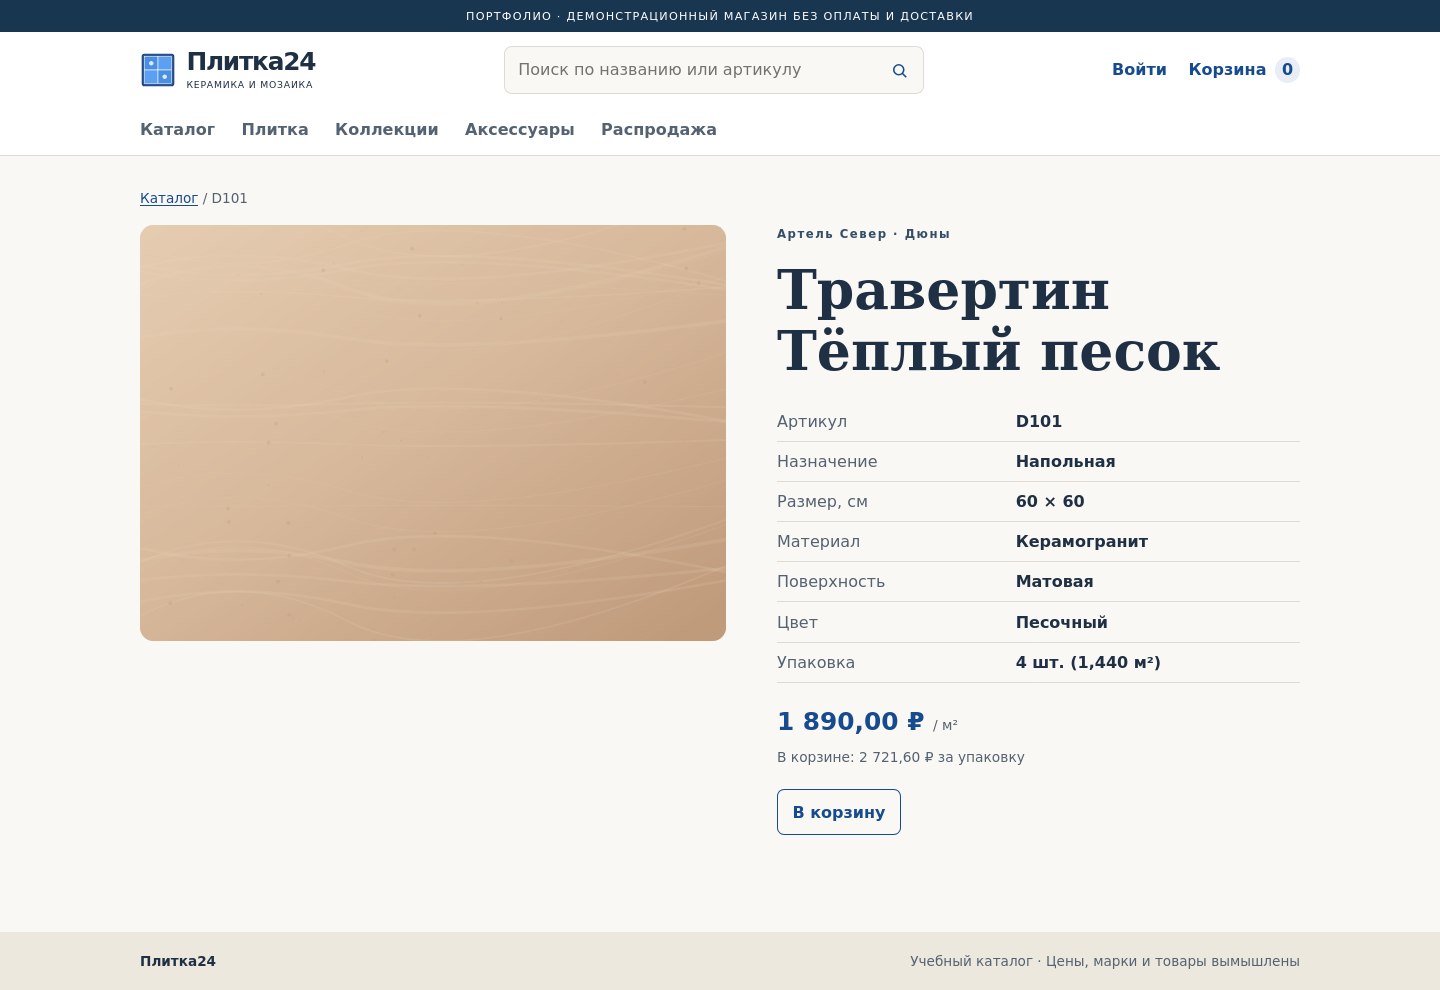 ПОРТФОЛИО · ДЕМОНСТРАЦИОННЫЙ МАГАЗИН БЕЗ ОПЛАТЫ И ДОСТАВКИ
Плитка24
КЕРАМИКА И МОЗАИКА
Поиск по названию или артикулу
Войти
Корзина 0
Каталог Плитка Коллекции Аксессуары Распродажа
Каталог / D101
Артель Север · Дюны
Травертин
Тёплый песок
Артикул D101
Назначение Напольная
Размер, см 60 × 60
Материал Керамогранит
Поверхность Матовая
Цвет Песочный
Упаковка 4 шт. (1,440 м²)
1 890,00 ₽ / м²
В корзине: 2 721,60 ₽ за упаковку
В корзину
Плитка24
Учебный каталог · Цены, марки и товары вымышлены